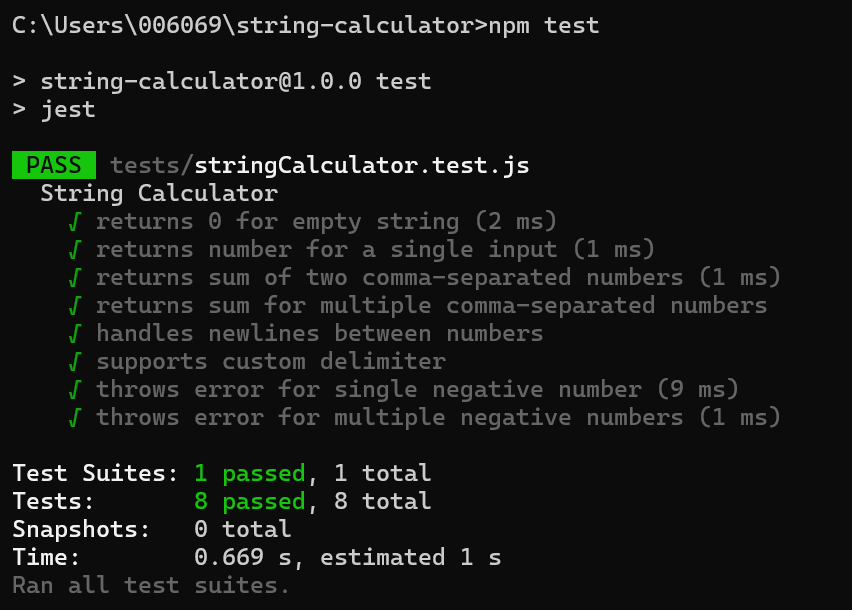 C:\Users\006069\string-calculator>npm test
> string-calculator@1.0.0 test
> jest
PASS tests/stringCalculator.test.js
String Calculator
√ returns 0 for empty string (2 ms)
√ returns number for a single input (1 ms)
√ returns sum of two comma-separated numbers (1 ms)
√ returns sum for multiple comma-separated numbers
√ handles newlines between numbers
√ supports custom delimiter
√ throws error for single negative number (9 ms)
√ throws error for multiple negative numbers (1 ms)
Test Suites: 1 passed, 1 total
Tests: 8 passed, 8 total
Snapshots: 0 total
Time: 0.669 s, estimated 1 s
Ran all test suites.